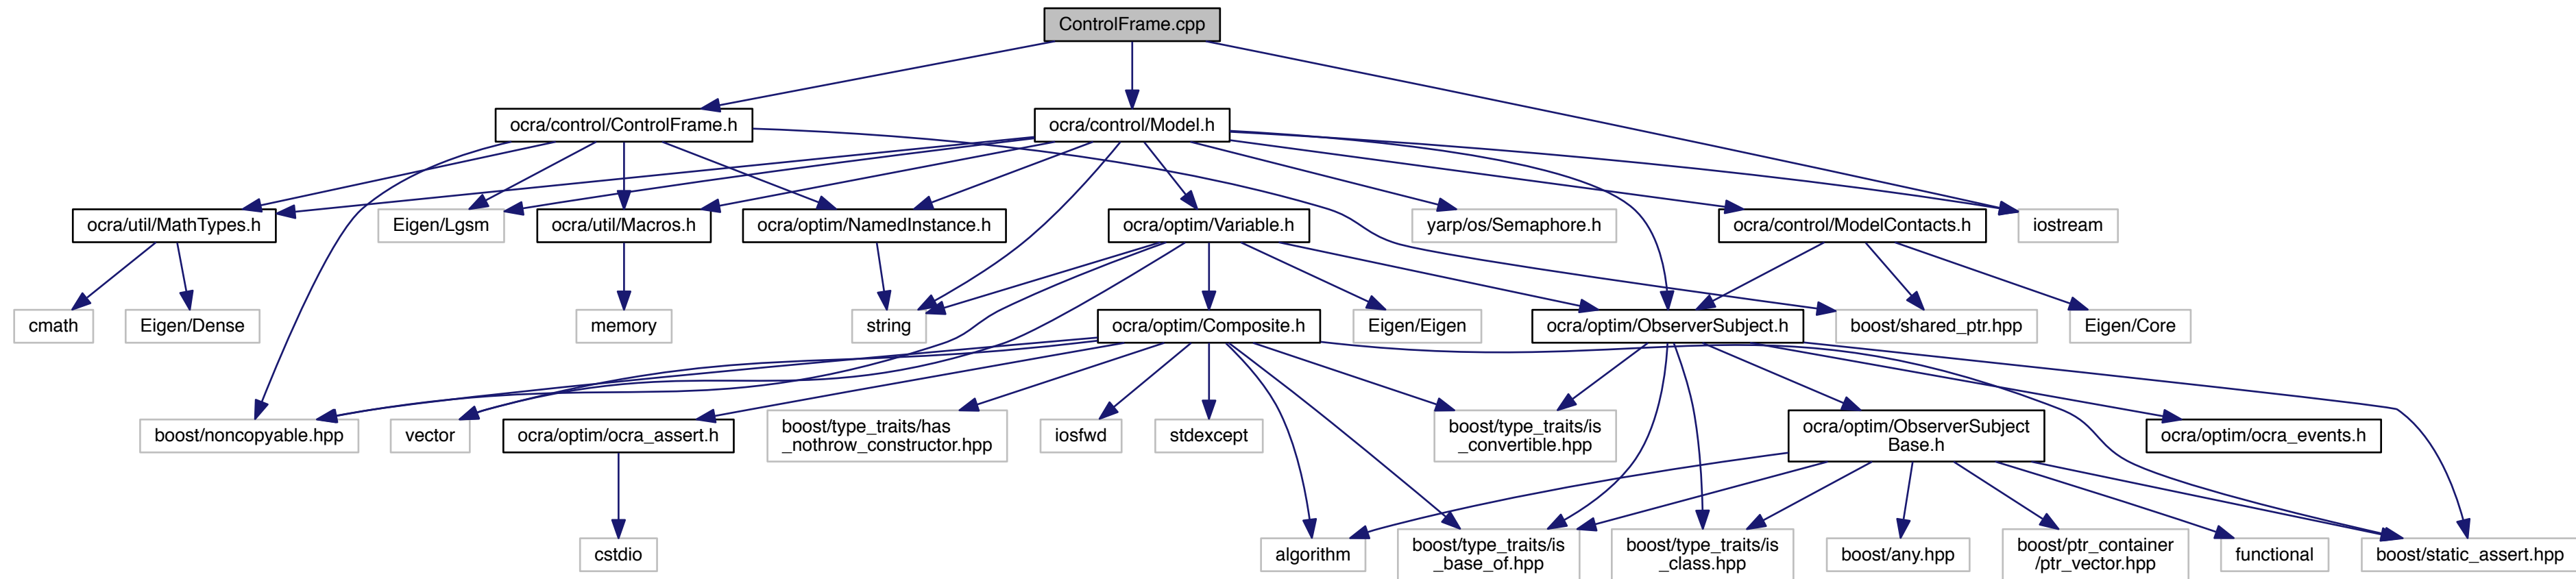 ControlFrame.cpp
ocra/control/ControlFrame.h
ocra/control/Model.h
ocra/util/MathTypes.h
Eigen/Lgsm
ocra/util/Macros.h
ocra/optim/NamedInstance.h
ocra/optim/Variable.h
yarp/os/Semaphore.h
ocra/control/ModelContacts.h
iostream
cmath
Eigen/Dense
memory
string
ocra/optim/Composite.h
Eigen/Eigen
ocra/optim/ObserverSubject.h
boost/shared_ptr.hpp
Eigen/Core
boost/noncopyable.hpp
vector
ocra/optim/ocra_assert.h
boost/type_traits/has
_nothrow_constructor.hpp
iosfwd
stdexcept
boost/type_traits/is
_convertible.hpp
ocra/optim/ObserverSubject
Base.h
ocra/optim/ocra_events.h
cstdio
algorithm
boost/type_traits/is
_base_of.hpp
boost/type_traits/is
_class.hpp
boost/any.hpp
boost/ptr_container
/ptr_vector.hpp
functional
boost/static_assert.hpp